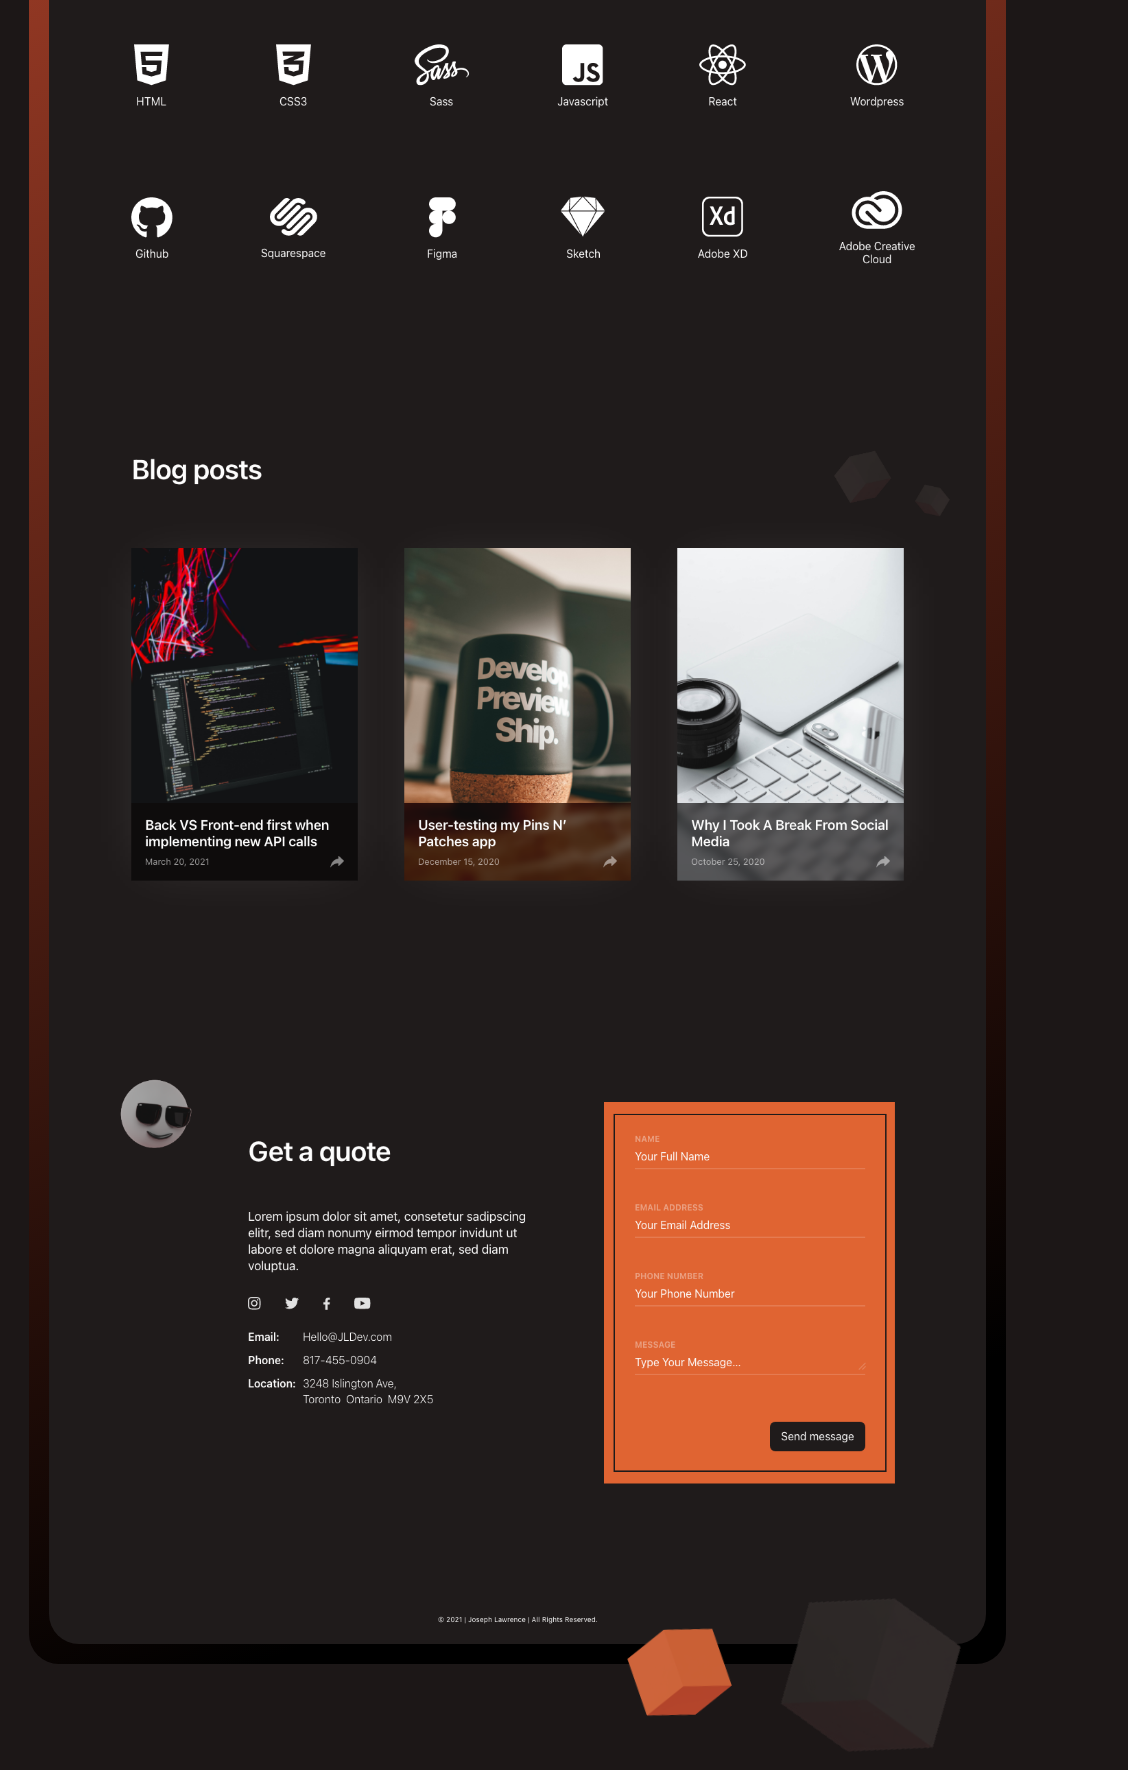 HTML
CSS3
Sass
JS
Javascript
React
Wordpress
Github
Squarespace
Figma
Sketch
Xd
Adobe XD
Adobe Creative
Cloud
Blog posts
Develop.
Preview.
Ship.
Back VS Front-end first when
implementing new API calls
March 20, 2021
User-testing my Pins N’
Patches app
December 15, 2020
Why I Took A Break From Social
Media
October 25, 2020
Get a quote
Lorem ipsum dolor sit amet, consetetur sadipscing
elitr, sed diam nonumy eirmod tempor invidunt ut
labore et dolore magna aliquyam erat, sed diam
voluptua.
Email: Hello@JLDev.com
Phone: 817-455-0904
Location: 3248 Islington Ave,
Toronto Ontario M9V 2X5
NAME
Your Full Name
EMAIL ADDRESS
Your Email Address
PHONE NUMBER
Your Phone Number
MESSAGE
Type Your Message...
Send message
© 2021 | Joseph Lawrence | All Rights Reserved.